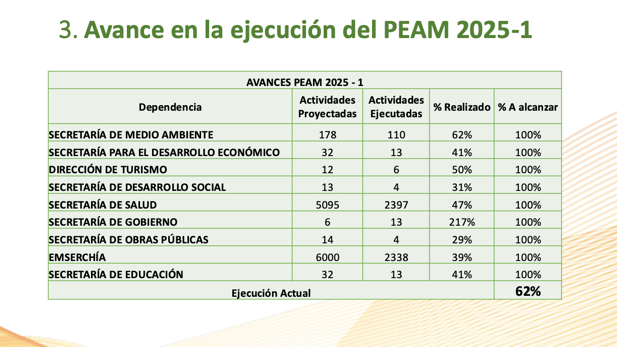 3. Avance en la ejecución del PEAM 2025-1
AVANCES PEAM 2025 - 1
Dependencia Actividades Proyectadas Actividades Ejecutadas % Realizado % A alcanzar
SECRETARÍA DE MEDIO AMBIENTE 178 110 62% 100%
SECRETARÍA PARA EL DESARROLLO ECONÓMICO 32 13 41% 100%
DIRECCIÓN DE TURISMO 12 6 50% 100%
SECRETARÍA DE DESARROLLO SOCIAL 13 4 31% 100%
SECRETARÍA DE SALUD 5095 2397 47% 100%
SECRETARÍA DE GOBIERNO 6 13 217% 100%
SECRETARÍA DE OBRAS PÚBLICAS 14 4 29% 100%
EMSERCHÍA 6000 2338 39% 100%
SECRETARÍA DE EDUCACIÓN 32 13 41% 100%
Ejecución Actual 62%